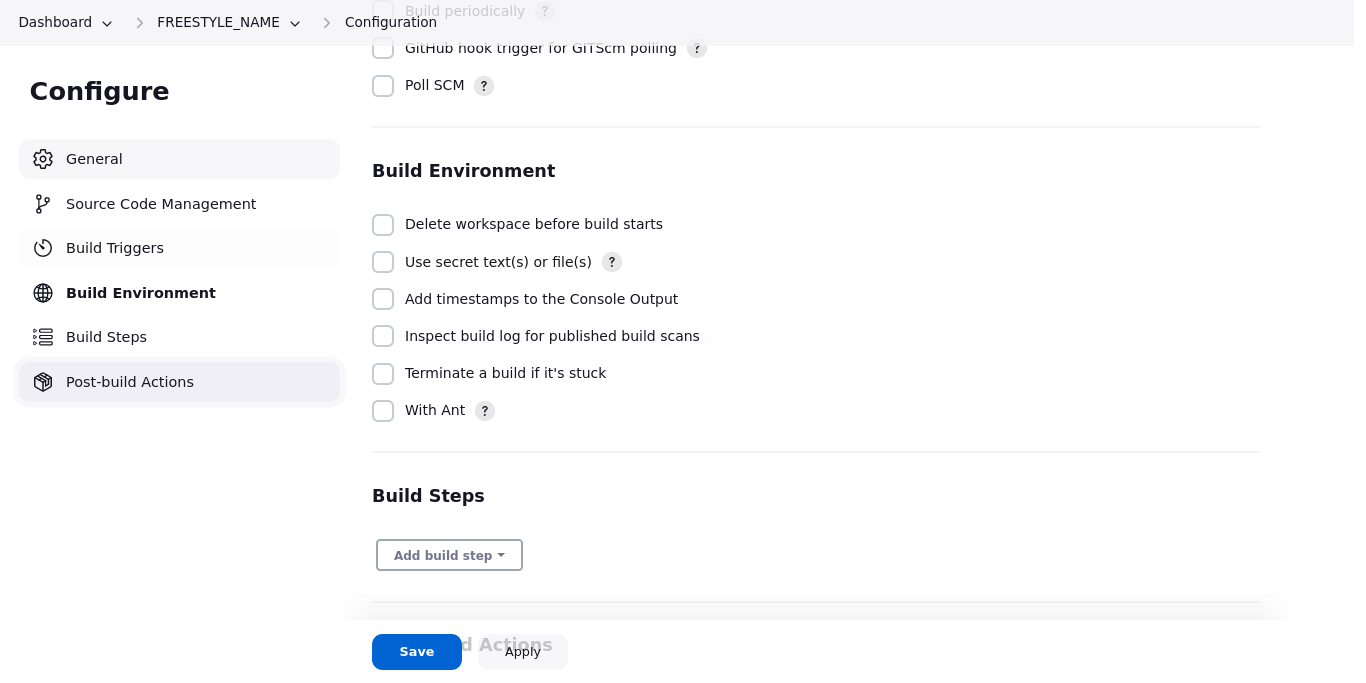 Dashboard FREESTYLE_NAME Configuration
Build periodically ?
GitHub hook trigger for GITScm polling ?
Poll SCM ?
Configure
General
Source Code Management
Build Triggers
Build Environment
Build Steps
Post-build Actions
Build Environment
Delete workspace before build starts
Use secret text(s) or file(s) ?
Add timestamps to the Console Output
Inspect build log for published build scans
Terminate a build if it's stuck
With Ant ?
Build Steps
Add build step
d Actions
Save Apply